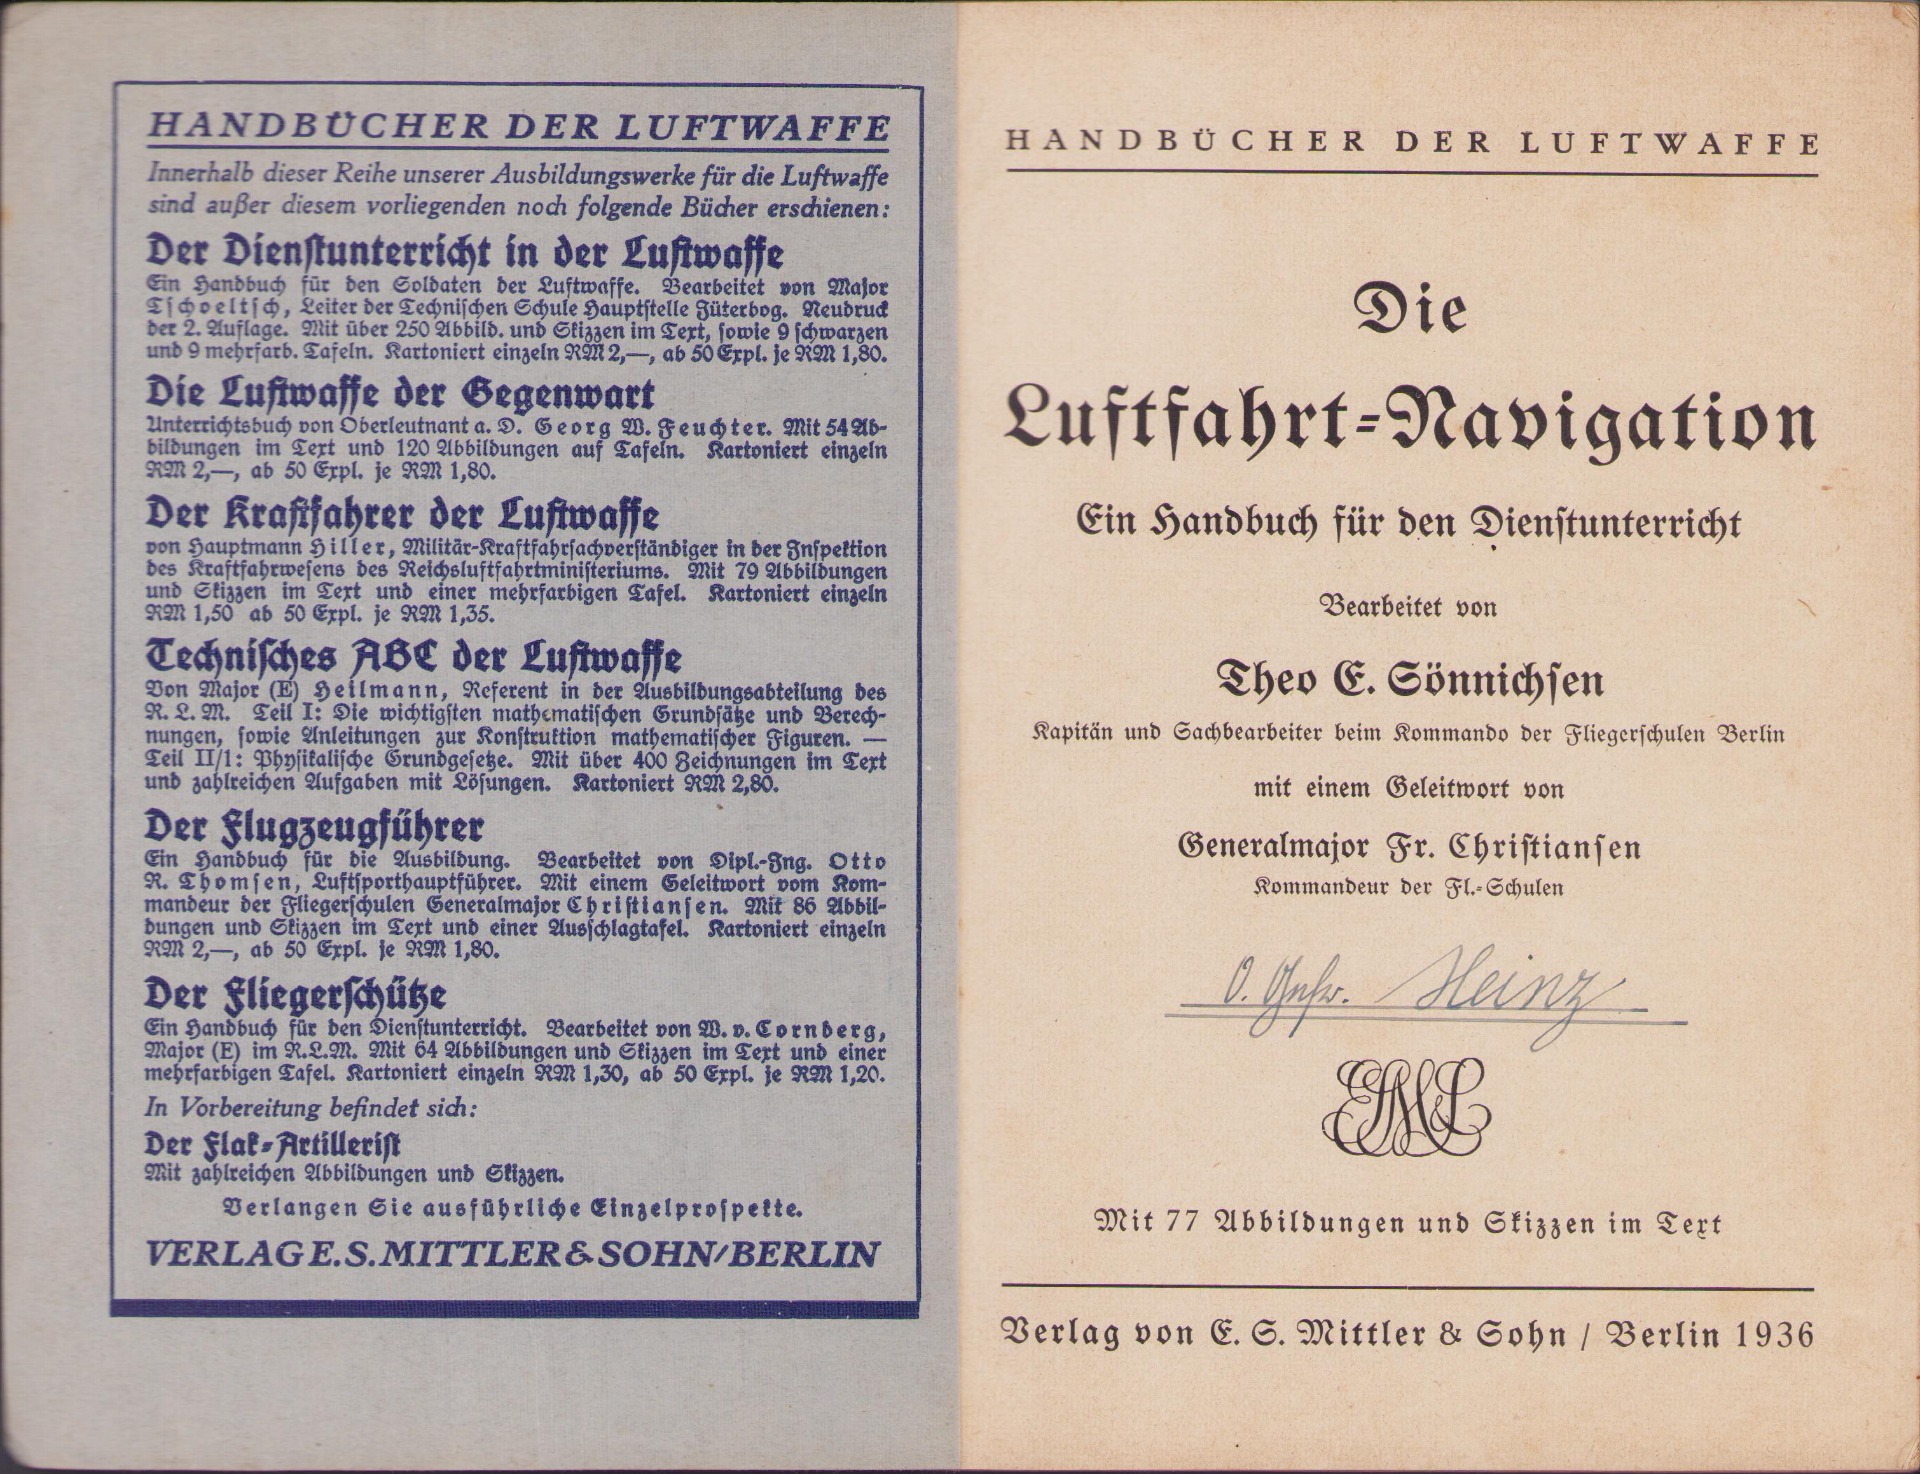 HANDBÜCHER DER LUFTWAFFE
Innerhalb dieser Reihe unserer Ausbildungswerke für die Luftwaffe
sind außer diesem vorliegenden noch folgende Bücher erschienen:
Der Dienstunterricht in der Luftwaffe
Ein Handbuch für den Soldaten der Luftwaffe. Bearbeitet von Major
Tschoeltsch, Leiter der Technischen Schule Hauptstelle Jüterbog. Neudruck
der 2. Auflage. Mit über 250 Abbild. und Skizzen im Text, sowie 9 schwarzen
und 9 mehrfarb. Tafeln. Kartoniert einzeln RM 2,—, ab 50 Expl. je RM 1,80.
Die Luftwaffe der Gegenwart
Unterrichtsbuch von Oberleutnant a. D. Georg W. Feuchter. Mit 54 Ab-
bildungen im Text und 120 Abbildungen auf Tafeln. Kartoniert einzeln
RM 2,—, ab 50 Expl. je RM 1,80.
Der Kraftfahrer der Luftwaffe
von Hauptmann Hiller, Militär-Kraftfahrsachverständiger in der Inspektion
des Kraftfahrwesens des Reichsluftfahrtministeriums. Mit 79 Abbildungen
und Skizzen im Text und einer mehrfarbigen Tafel. Kartoniert einzeln
RM 1,50 ab 50 Expl. je RM 1,35.
Technisches ABC der Luftwaffe
Von Major (E) Heilmann, Referent in der Ausbildungsabteilung des
R. L. M. Teil I: Die wichtigsten mathematischen Grundsätze und Berech-
nungen, sowie Anleitungen zur Konstruktion mathematischer Figuren. —
Teil II/1: Physikalische Grundgesetze. Mit über 400 Zeichnungen im Text
und zahlreichen Aufgaben mit Lösungen. Kartoniert RM 2,80.
Der Flugzeugführer
Ein Handbuch für die Ausbildung. Bearbeitet von Dipl.-Ing. Otto
R. Thomsen, Luftsporthauptführer. Mit einem Geleitwort vom Kom-
mandeur der Fliegerschulen Generalmajor Christiansen. Mit 86 Abbil-
dungen und Skizzen im Text und einer Ausschlagtafel. Kartoniert einzeln
RM 2,—, ab 50 Expl. je RM 1,80.
Der Fliegerschütze
Ein Handbuch für den Dienstunterricht. Bearbeitet von W. v. Cornberg,
Major (E) im R.L.M. Mit 64 Abbildungen und Skizzen im Text und einer
mehrfarbigen Tafel. Kartoniert einzeln RM 1,30, ab 50 Expl. je RM 1,20.
In Vorbereitung befindet sich:
Der Flak-Artillerist
Mit zahlreichen Abbildungen und Skizzen.
Verlangen Sie ausführliche Einzelprospekte.
VERLAG E. S. MITTLER & SOHN / BERLIN
HANDBÜCHER DER LUFTWAFFE
Die
Luftfahrt-Navigation
Ein Handbuch für den Dienstunterricht
Bearbeitet von
Theo E. Sönnichsen
Kapitän und Sachbearbeiter beim Kommando der Fliegerschulen Berlin
mit einem Geleitwort von
Generalmajor Fr. Christiansen
Kommandeur der Fl.-Schulen
Heinz
Mit 77 Abbildungen und Skizzen im Text
Verlag von E. S. Mittler & Sohn / Berlin 1936